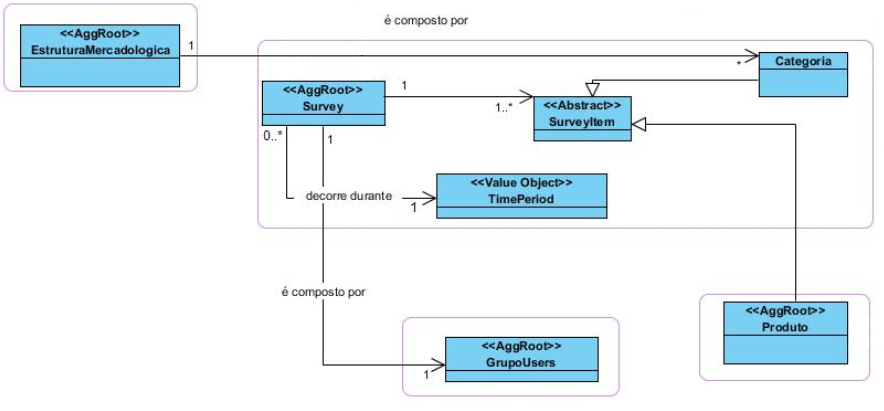 é composto por
<<AggRoot>>
EstruturaMercadologica
1
*
Categoria
<<AggRoot>>
Survey
1
1..*
<<Abstract>>
SurveyItem
0..*
1
decorre durante
1
<<Value Object>>
TimePeriod
é composto por
1
<<AggRoot>>
GrupoUsers
<<AggRoot>>
Produto